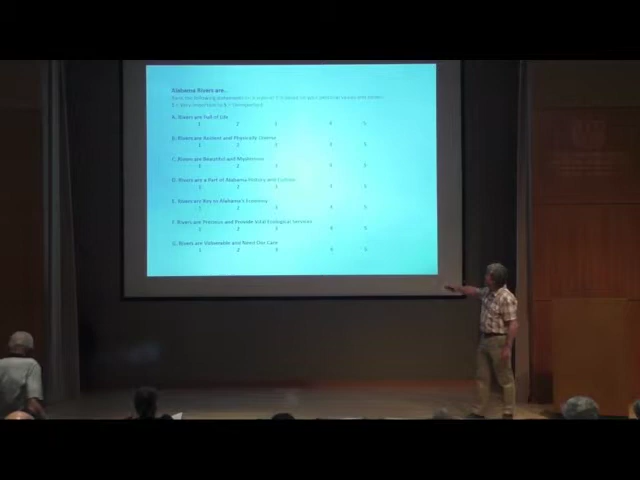 Alabama Rivers are...
A. Rivers are Full of Life
1 2 3 4 5
B. Rivers are Ancient and Physically Diverse
1 2 3 4 5
C. Rivers are Beautiful and Mysterious
1 2 3 4 5
D. Rivers are a Part of Alabama History and Culture
1 2 3 4 5
E. Rivers are Key to Alabama's Economy
1 2 3 4 5
F. Rivers are Precious and Provide Vital Ecological Services
1 2 3 4 5
G. Rivers are Vulnerable and Need Our Care
1 2 3 4 5